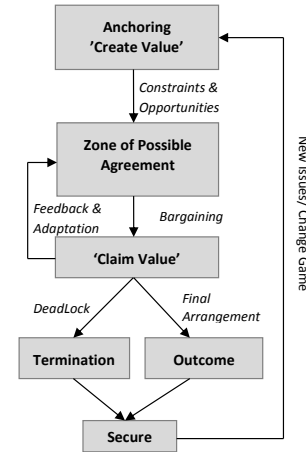 Anchoring
’Create Value’
Constraints &
Opportunities
Zone of Possible
Agreement
Feedback &
Adaptation
Bargaining
‘Claim Value’
DeadLock
Final
Arrangement
Termination
Outcome
Secure
New Issues/ Change Game